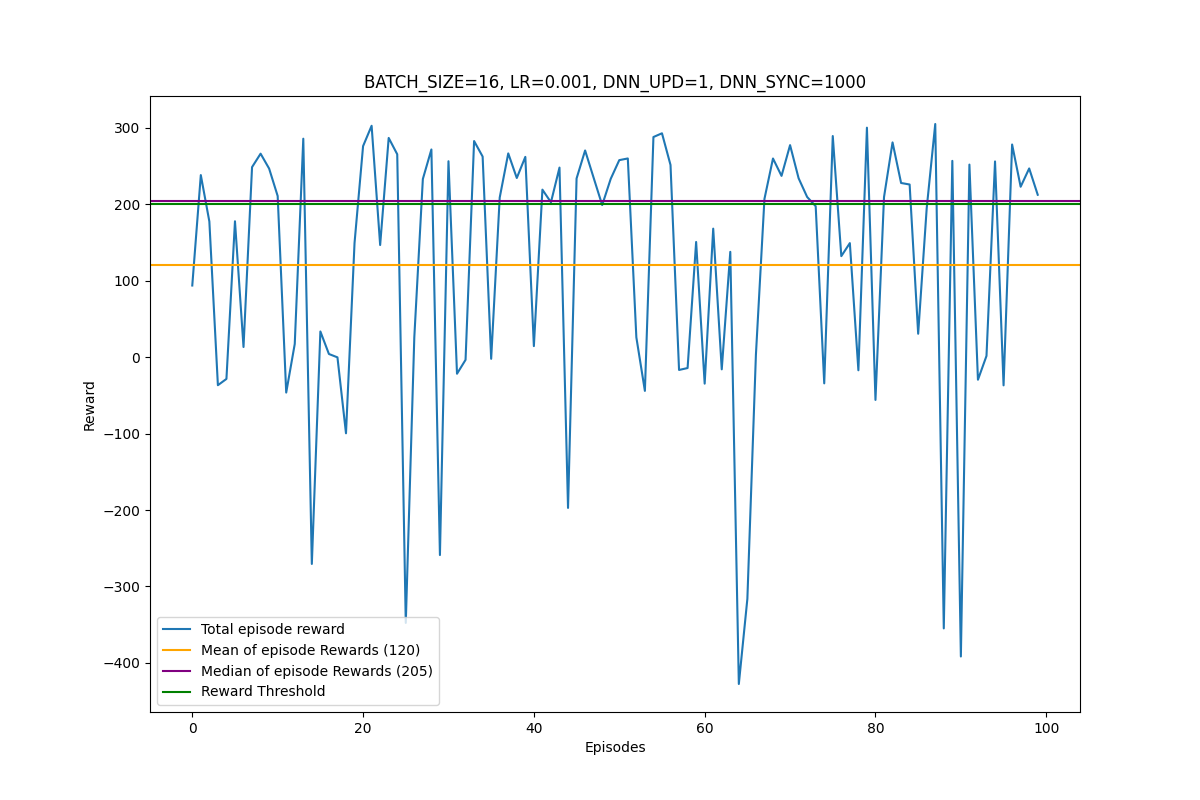 BATCH_SIZE=16, LR=0.001, DNN_UPD=1, DNN_SYNC=1000
300
200
100
0
−100
−200
−300
−400
Reward
Total episode reward
Mean of episode Rewards (120)
Median of episode Rewards (205)
Reward Threshold
0 20 40 60 80 100
Episodes